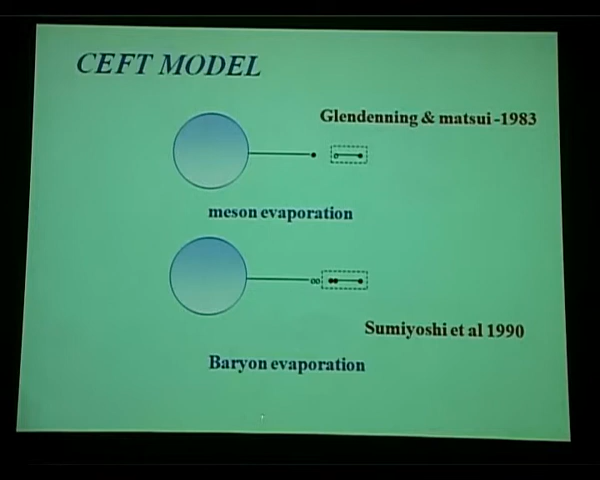 CEFT MODEL
Glendenning & matsui -1983
meson evaporation
Sumiyoshi et al 1990
Baryon evaporation